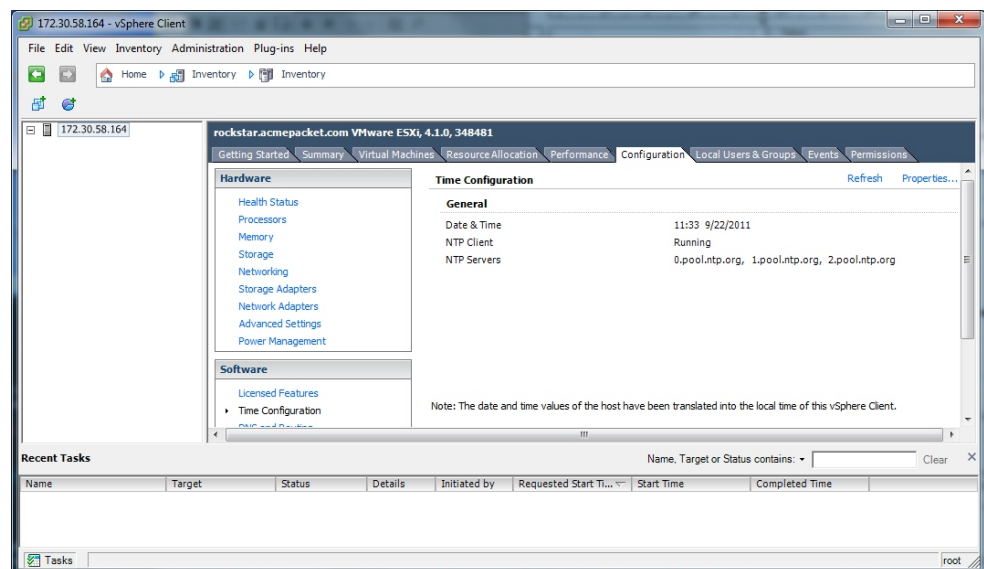 172.30.58.164 - vSphere Client
File Edit View Inventory Administration Plug-ins Help
Home Inventory Inventory
172.30.58.164
rockstar.acmepacket.com VMware ESXi, 4.1.0, 348481
Getting Started Summary Virtual Machines Resource Allocation Performance Configuration Local Users & Groups Events Permissions
Hardware
Health Status
Processors
Memory
Storage
Networking
Storage Adapters
Network Adapters
Advanced Settings
Power Management
Software
Licensed Features
Time Configuration
DNS and Routing
Time Configuration Refresh Properties...
General
Date & Time 11:33 9/22/2011
NTP Client Running
NTP Servers 0.pool.ntp.org, 1.pool.ntp.org, 2.pool.ntp.org
Note: The date and time values of the host have been translated into the local time of this vSphere Client.
Recent Tasks Name, Target or Status contains: Clear
Name Target Status Details Initiated by Requested Start Ti... Start Time Completed Time
Tasks root